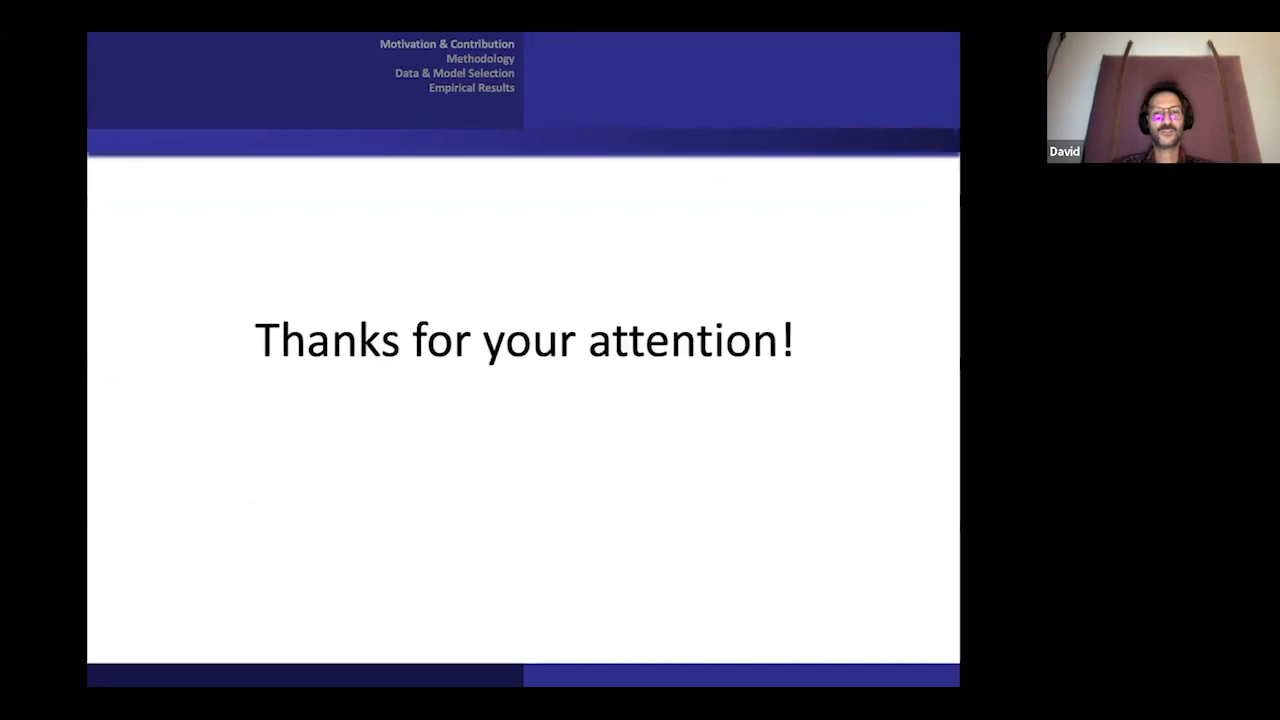 Motivation & Contribution
Methodology
Data & Model Selection
Empirical Results
Thanks for your attention!
David